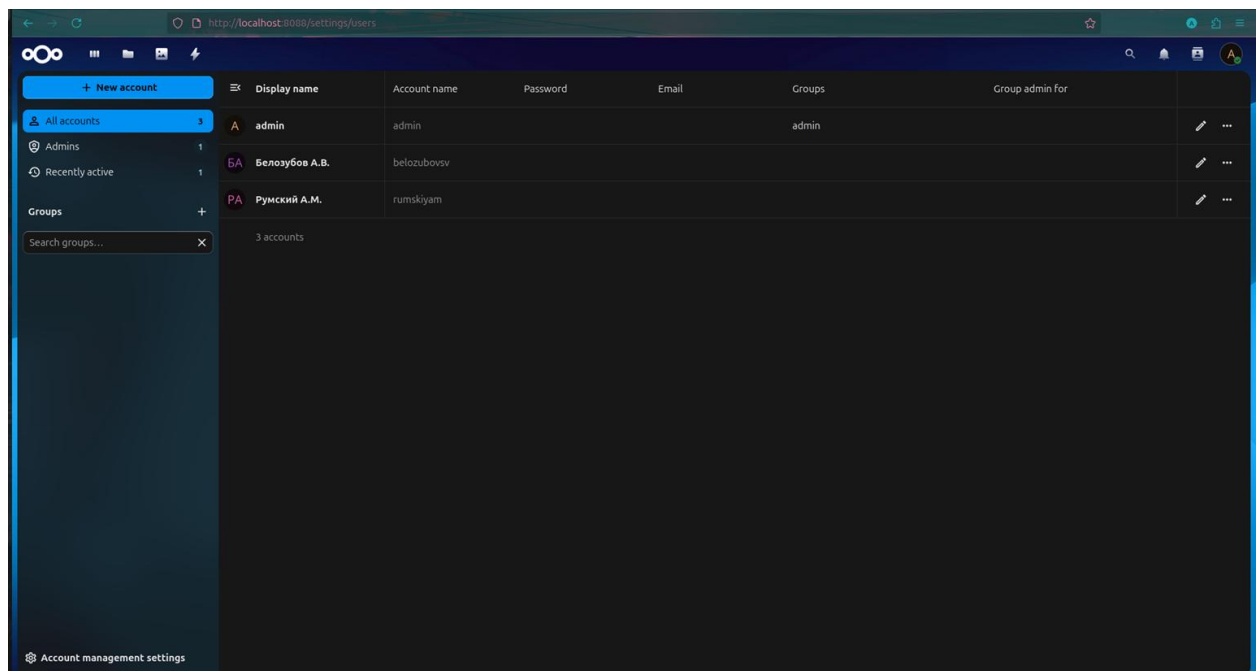 http://localhost:8088/settings/users
A
+ New account
Display name Account name Password Email Groups Group admin for
All accounts 3
A admin admin admin
Admins 1
БА Белозубов А.В. belozubovsv
Recently active 1
РА Румский А.М. rumskiyam
Groups +
Search groups...
3 accounts
Account management settings